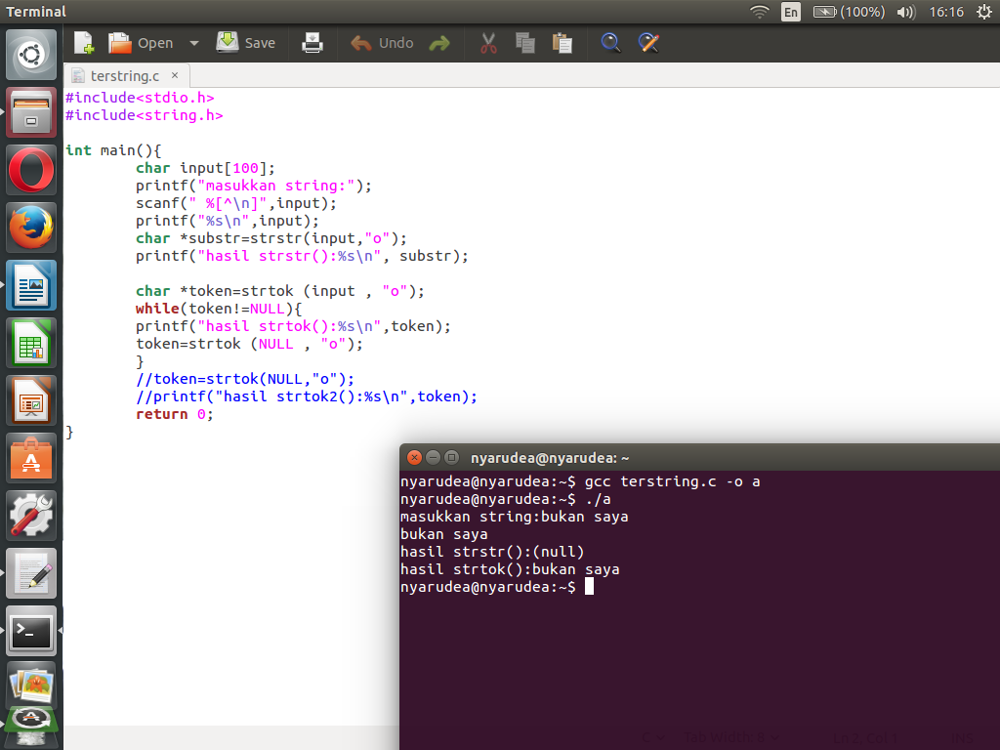 Terminal
En (100%) 16:16
Open Save Undo
terstring.c ×
#include<stdio.h>
#include<string.h>
int main(){
char input[100];
printf("masukkan string:");
scanf(" %[^\n]",input);
printf("%s\n",input);
char *substr=strstr(input,"o");
printf("hasil strstr():%s\n", substr);
char *token=strtok (input , "o");
while(token!=NULL){
printf("hasil strtok():%s\n",token);
token=strtok (NULL , "o");
}
//token=strtok(NULL,"o");
//printf("hasil strtok2():%s\n",token);
return 0;
}
nyarudea@nyarudea: ~
nyarudea@nyarudea:~$ gcc terstring.c -o a
nyarudea@nyarudea:~$ ./a
masukkan string:bukan saya
bukan saya
hasil strstr():(null)
hasil strtok():bukan saya
nyarudea@nyarudea:~$
C Tab Width: 8 Ln 2, Col 1 INS